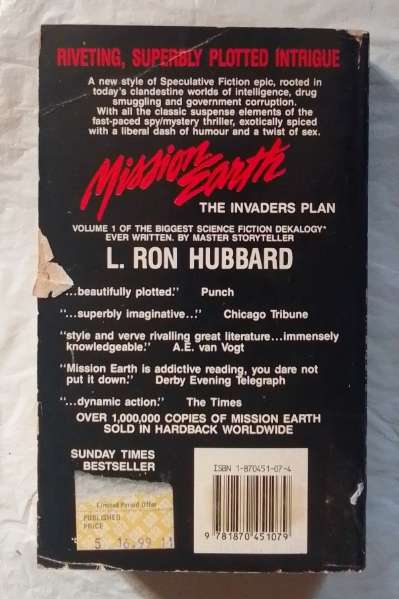 RIVETING, SUPERBLY PLOTTED INTRIGUE
A new style of Speculative Fiction epic, rooted in
today's clandestine worlds of intelligence, drug
smuggling and government corruption.
With all the classic suspense elements of the
fast-paced spy/mystery thriller, exotically spiced
with a liberal dash of humour and a twist of sex.
Mission Earth
THE INVADERS PLAN
VOLUME 1 OF THE BIGGEST SCIENCE FICTION DEKALOGY*
EVER WRITTEN. BY MASTER STORYTELLER
L. RON HUBBARD
"...beautifully plotted." Punch
"...superbly imaginative..." Chicago Tribune
"style and verve rivalling great literature...immensely
knowledgeable." A.E. van Vogt
"Mission Earth is addictive reading, you dare not
put it down." Derby Evening Telegraph
"...dynamic action." The Times
OVER 1,000,000 COPIES OF MISSION EARTH
SOLD IN HARDBACK WORLDWIDE
SUNDAY TIMES
BESTSELLER
Limited Period Offer
PUBLISHED
PRICE
5 16.99 11
ISBN 1-870451-07-4
9 781870 451079